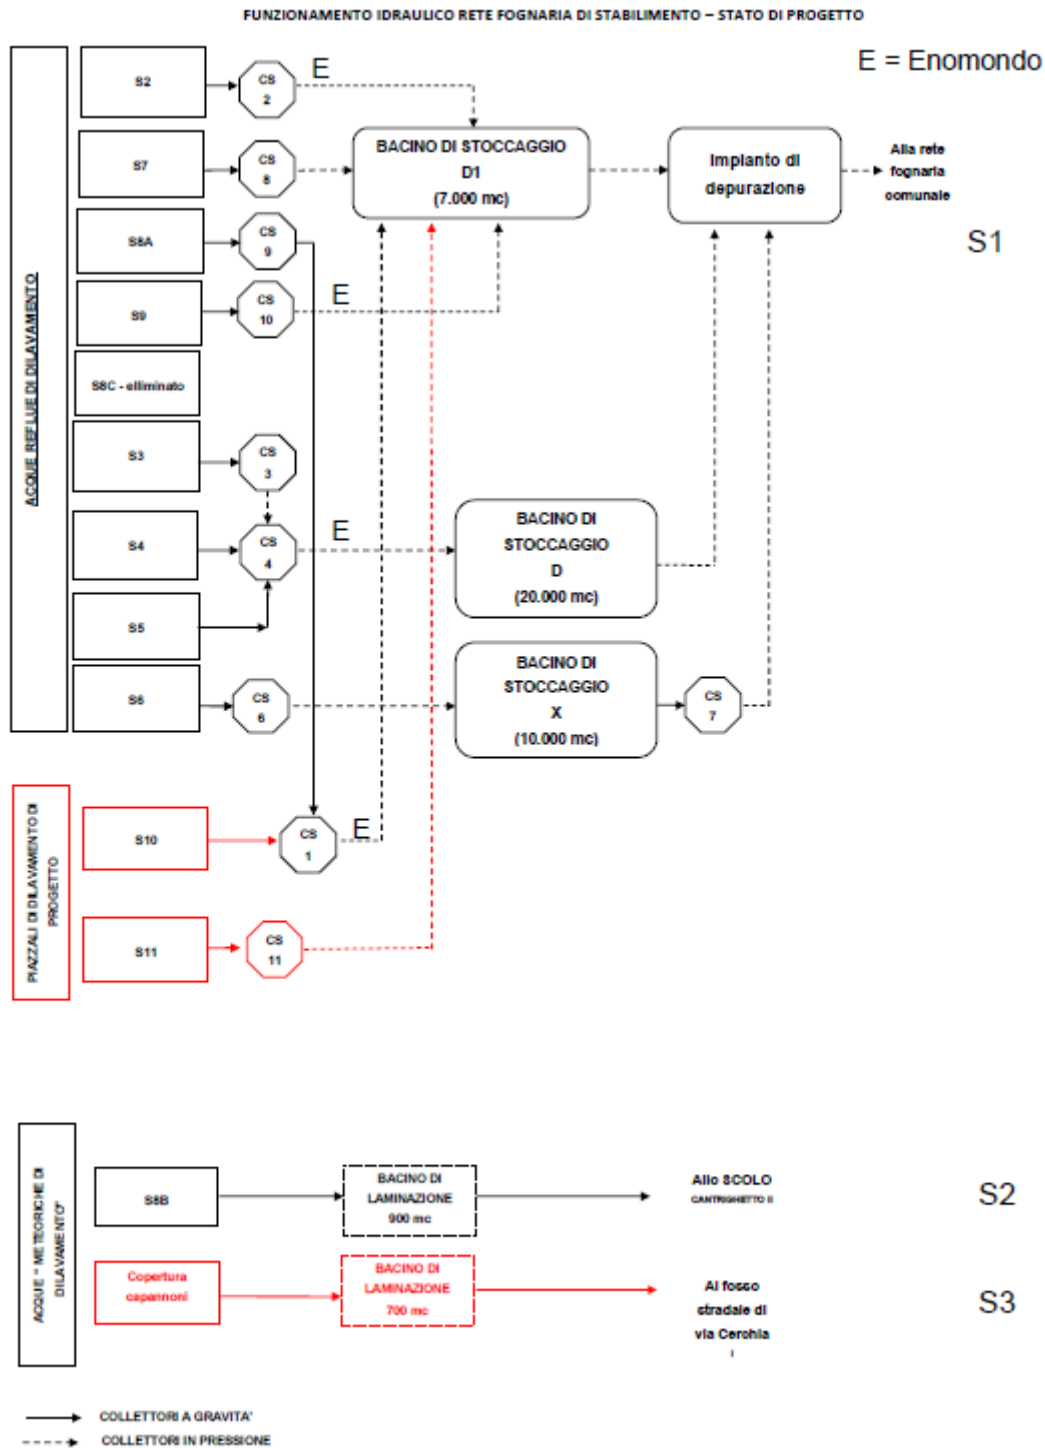 FUNZIONAMENTO IDRAULICO RETE FOGNARIA DI STABILIMENTO – STATO DI PROGETTO
E = Enomondo
ACQUE REFLUE DI DILAVAMENTO
S2
CS
2
E
S7
CS
8
BACINO DI STOCCAGGIO
D1
(7.000 mc)
Impianto di
depurazione
Alla rete
fognaria
comunale
S1
S8A
CS
9
S9
CS
10
E
S8C - elliminato
S3
CS
3
S4
CS
4
E
BACINO DI
STOCCAGGIO
D
(20.000 mc)
S5
S6
CS
6
BACINO DI
STOCCAGGIO
X
(10.000 mc)
CS
7
PIAZZALI DI DILAVAMENTO DI
PROGETTO
S10
CS
1
E
S11
CS
11
ACQUE " METEORICHE DI
DILAVAMENTO"
S8B
BACINO DI
LAMINAZIONE
900 mc
Allo SCOLO
CANTRIGHETTO II
S2
Copertura
capannoni
BACINO DI
LAMINAZIONE
700 mc
Al fosso
stradale di
via Cerchia
S3
COLLETTORI A GRAVITA'
COLLETTORI IN PRESSIONE